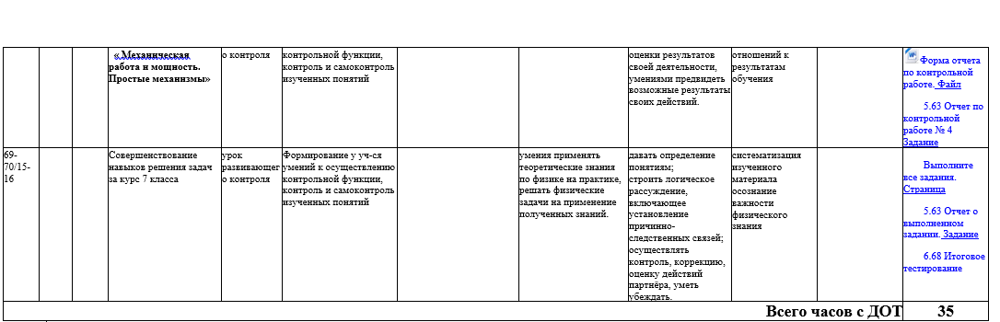 « Механическая
работа и мощность.
Простые механизмы»
о контроля
контрольной функции,
контроль и самоконтроль
изученных понятий
оценки результатов
своей деятельности,
умениями предвидеть
возможные результаты
своих действий.
отношений к
результатам
обучения
Форма отчета
по контрольной
работе. Файл
5.63 Отчет по
контрольной
работе № 4
Задание
69-
70/15-
16
Совершенствование
навыков решения задач
за курс 7 класса
урок
развивающег
о контроля
Формирование у уч-ся
умений к осуществлению
контрольной функции,
контроль и самоконтроль
изученных понятий
умения применять
теоретические знания
по физике на практике,
решать физические
задачи на применение
полученных знаний.
давать определение
понятиям;
строить логическое
рассуждение,
включающее
установление
причинно-
следственных связей;
осуществлять
контроль, коррекцию,
оценку действий
партнёра, уметь
убеждать.
систематизация
изученного
материала
осознание
важности
физического
знания
Выполните
все задания.
Страница
5.63 Отчет о
выполненном
задании. Задание
6.68 Итоговое
тестирование
Всего часов с ДОТ
35